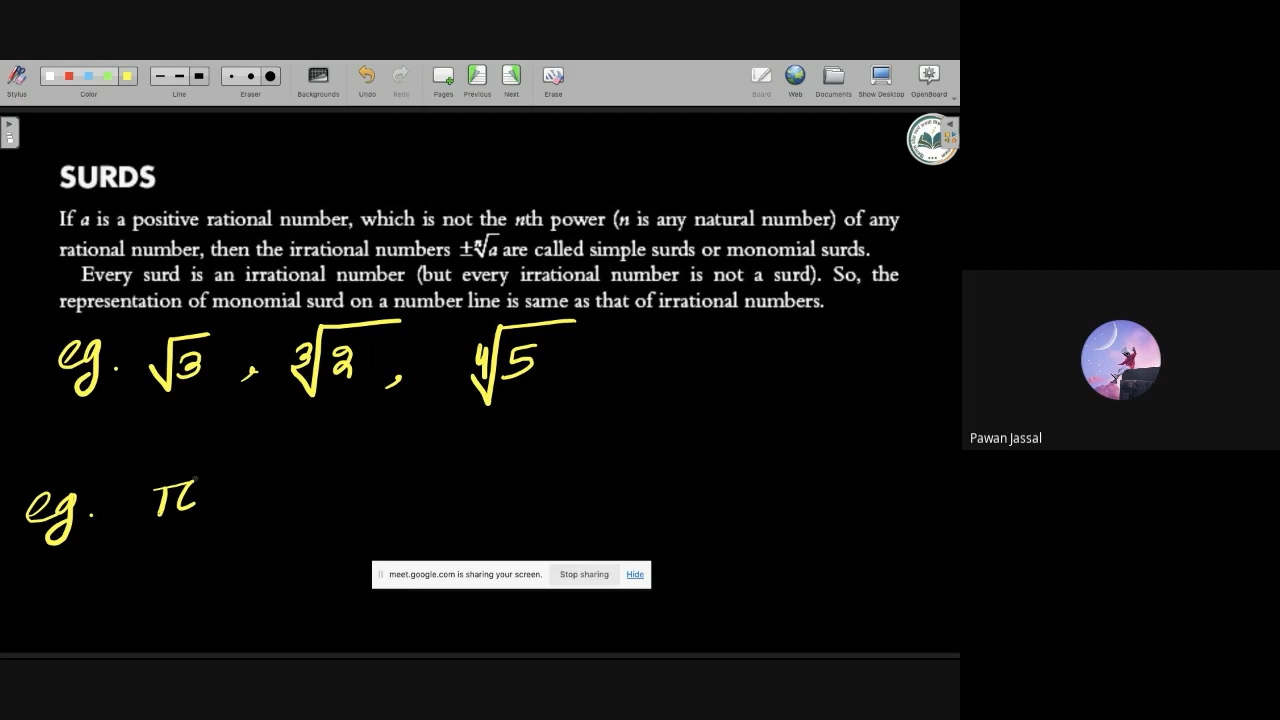 Stylus Color Line Eraser Backgrounds Undo Redo Pages Previous Next Erase Board Web Documents Show Desktop OpenBoard
SURDS
If a is a positive rational number, which is not the nth power (n is any natural number) of any
rational number, then the irrational numbers ±ⁿ√a are called simple surds or monomial surds.
Every surd is an irrational number (but every irrational number is not a surd). So, the
representation of monomial surd on a number line is same as that of irrational numbers.
eg. √3 , ³√2 , ⁴√5
Pawan Jassal
eg. π
meet.google.com is sharing your screen. Stop sharing Hide